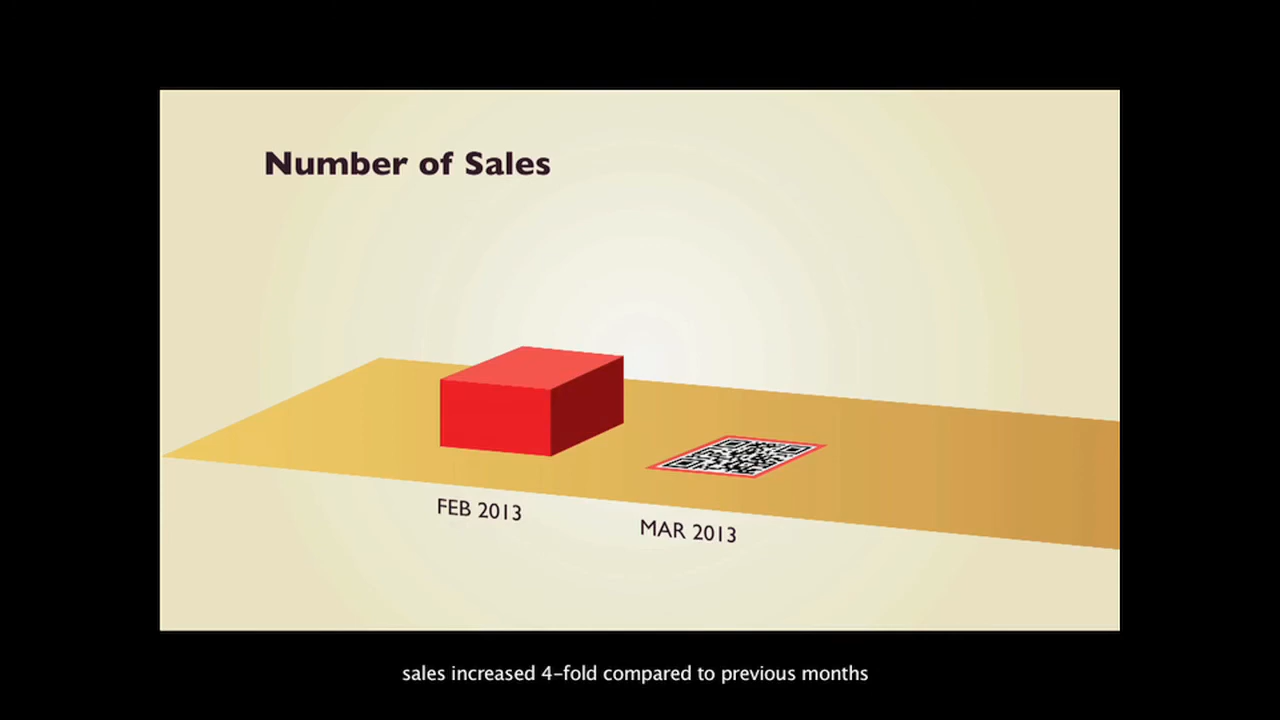 Number of Sales
FEB 2013
MAR 2013
sales increased 4-fold compared to previous months